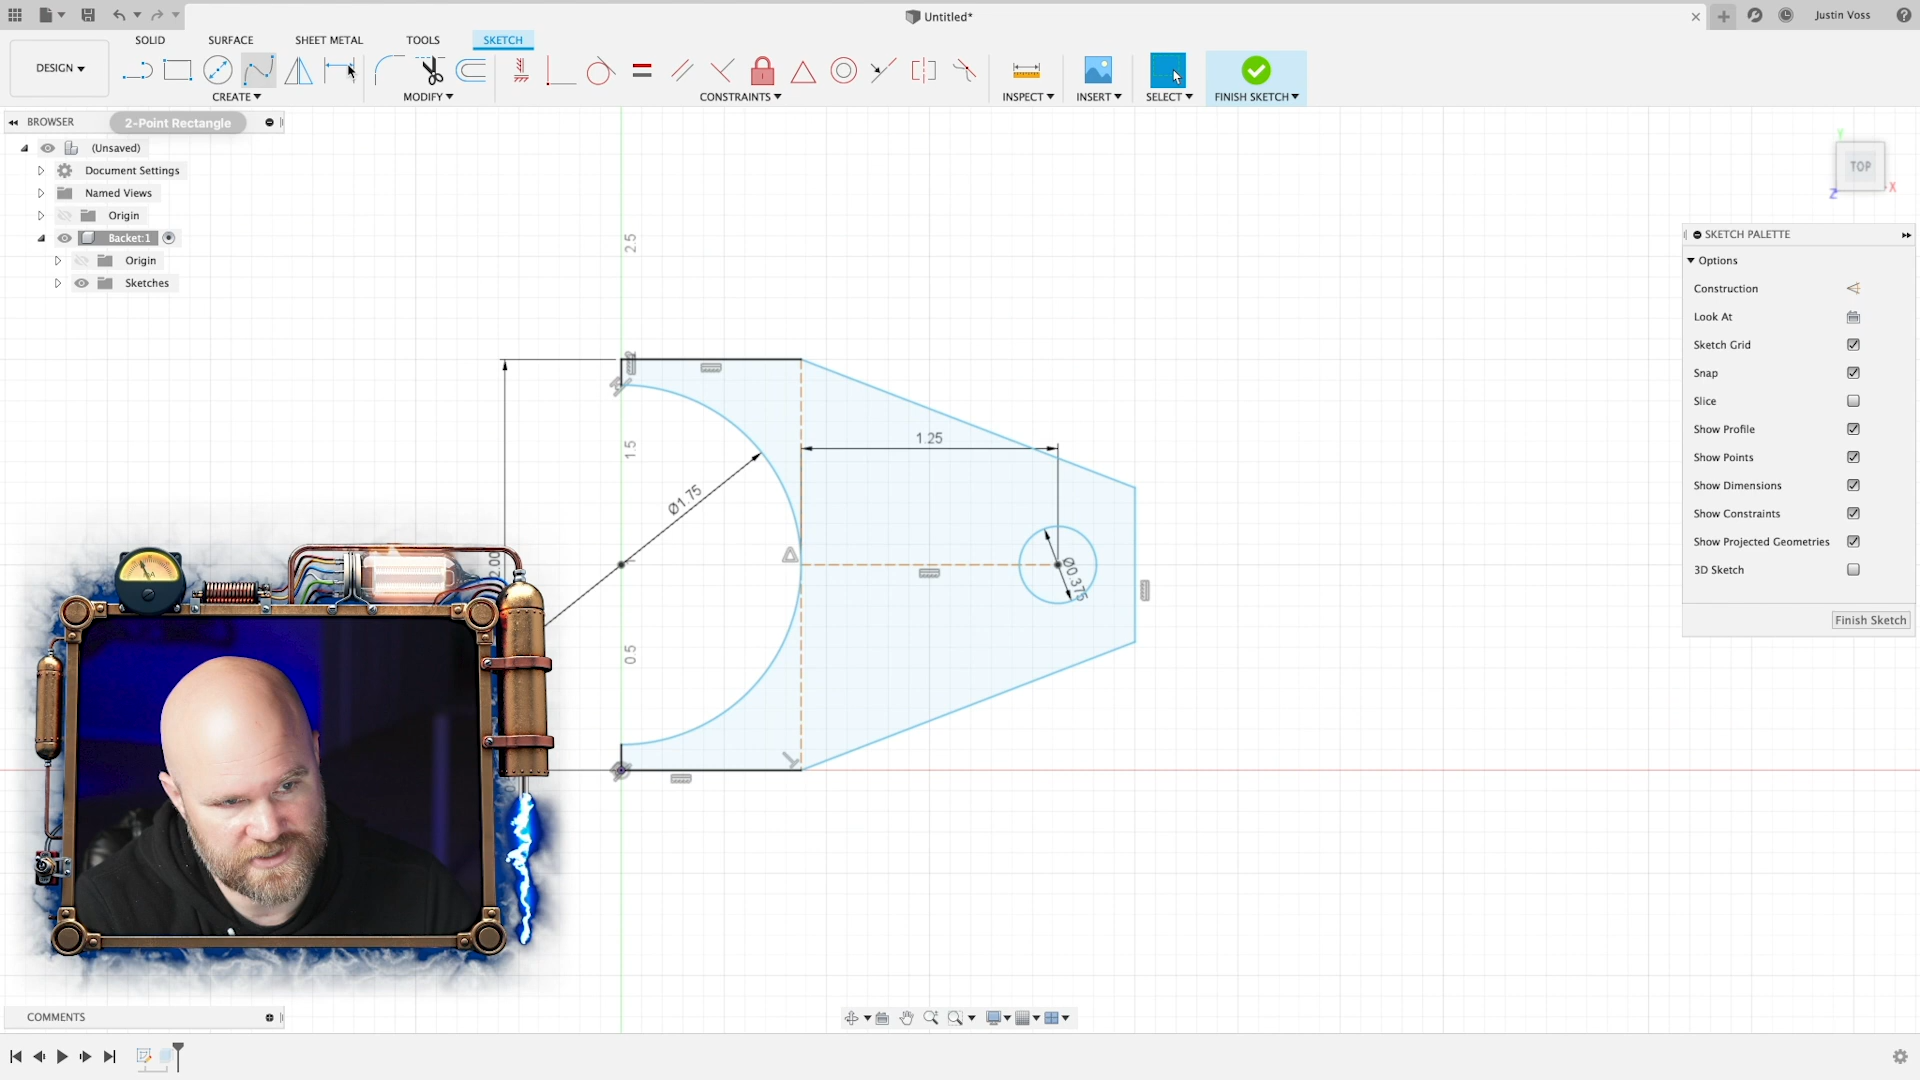 Untitled*
Justin Voss
SOLID
SURFACE
SHEET METAL
TOOLS
SKETCH
DESIGN
CREATE
MODIFY
CONSTRAINTS
INSPECT
INSERT
SELECT
FINISH SKETCH
BROWSER
2-Point Rectangle
(Unsaved)
Document Settings
Named Views
Origin
Backet:1
Origin
Sketches
TOP
Y
X
Z
2.5
1.5
0.5
1.25
Ø1.75
Ø0.375
2.00
SKETCH PALETTE
Options
Construction
Look At
Sketch Grid
Snap
Slice
Show Profile
Show Points
Show Dimensions
Show Constraints
Show Projected Geometries
3D Sketch
Finish Sketch
COMMENTS